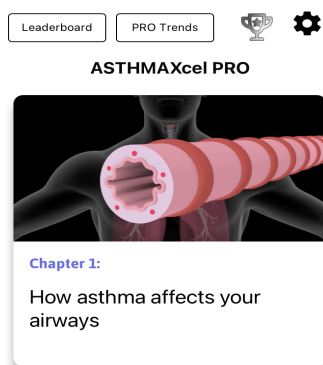 Leaderboard
PRO Trends
ASTHMAXcel PRO
Chapter 1:
How asthma affects your
airways